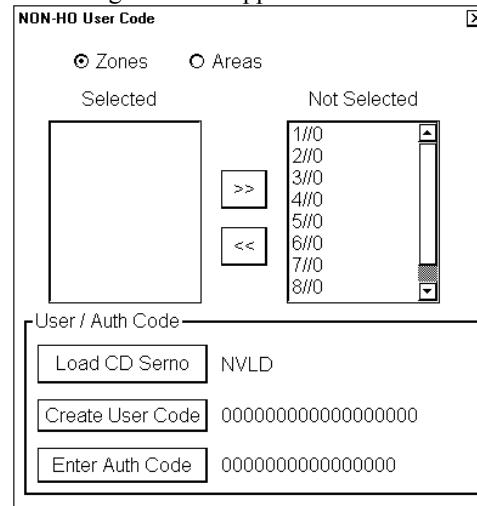 NON-HO User Code
Zones Areas
Selected Not Selected
1//0
2//0
3//0
4//0
5//0
6//0
7//0
8//0
>>
<<
User / Auth Code
Load CD Serno NVLD
Create User Code 00000000000000000
Enter Auth Code 0000000000000000